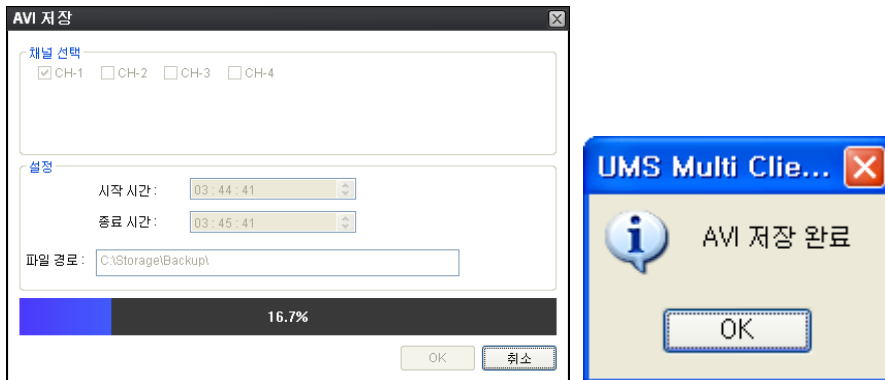 AVI 저장
채널 선택
CH-1 CH-2 CH-3 CH-4
설정
시작 시간 : 03 : 44 : 41
종료 시간 : 03 : 45 : 41
파일 경로 : C:\Storage\Backup\
16.7%
OK 취소
UMS Multi Clie...
AVI 저장 완료
OK